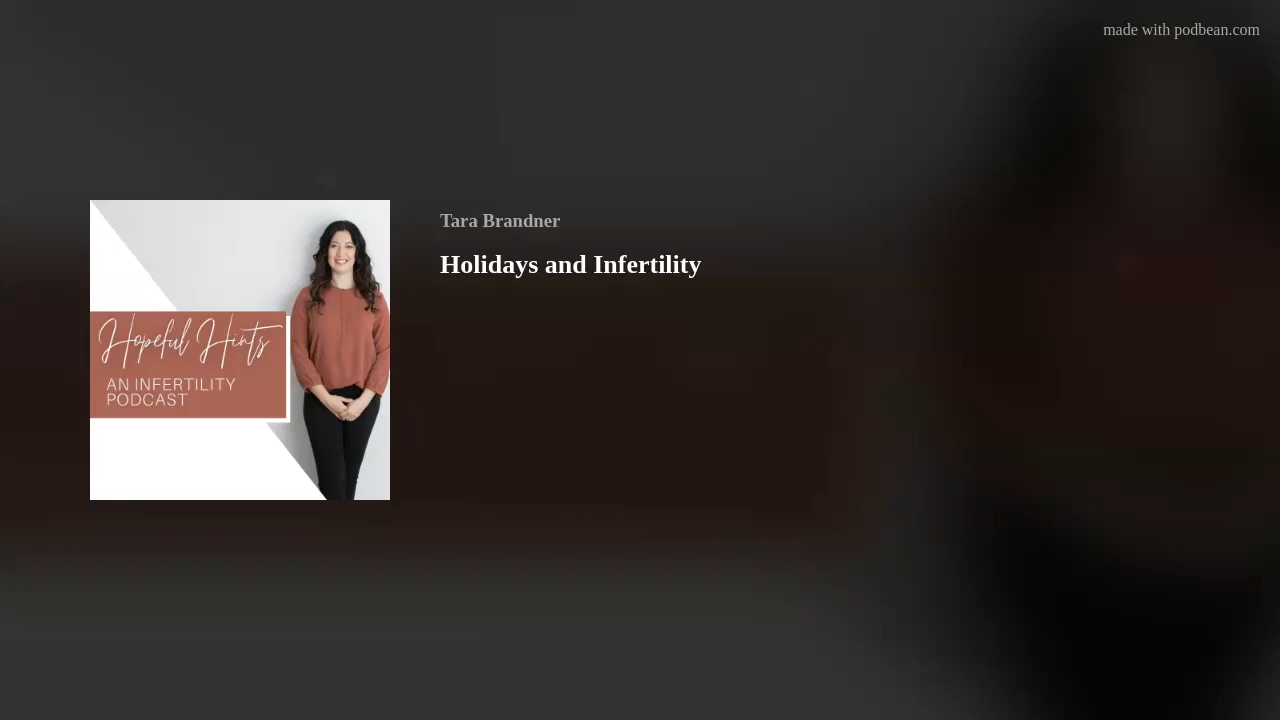 made with podbean.com
Tara Brandner
Holidays and Infertility
Hopeful Hints
AN INFERTILITY
PODCAST